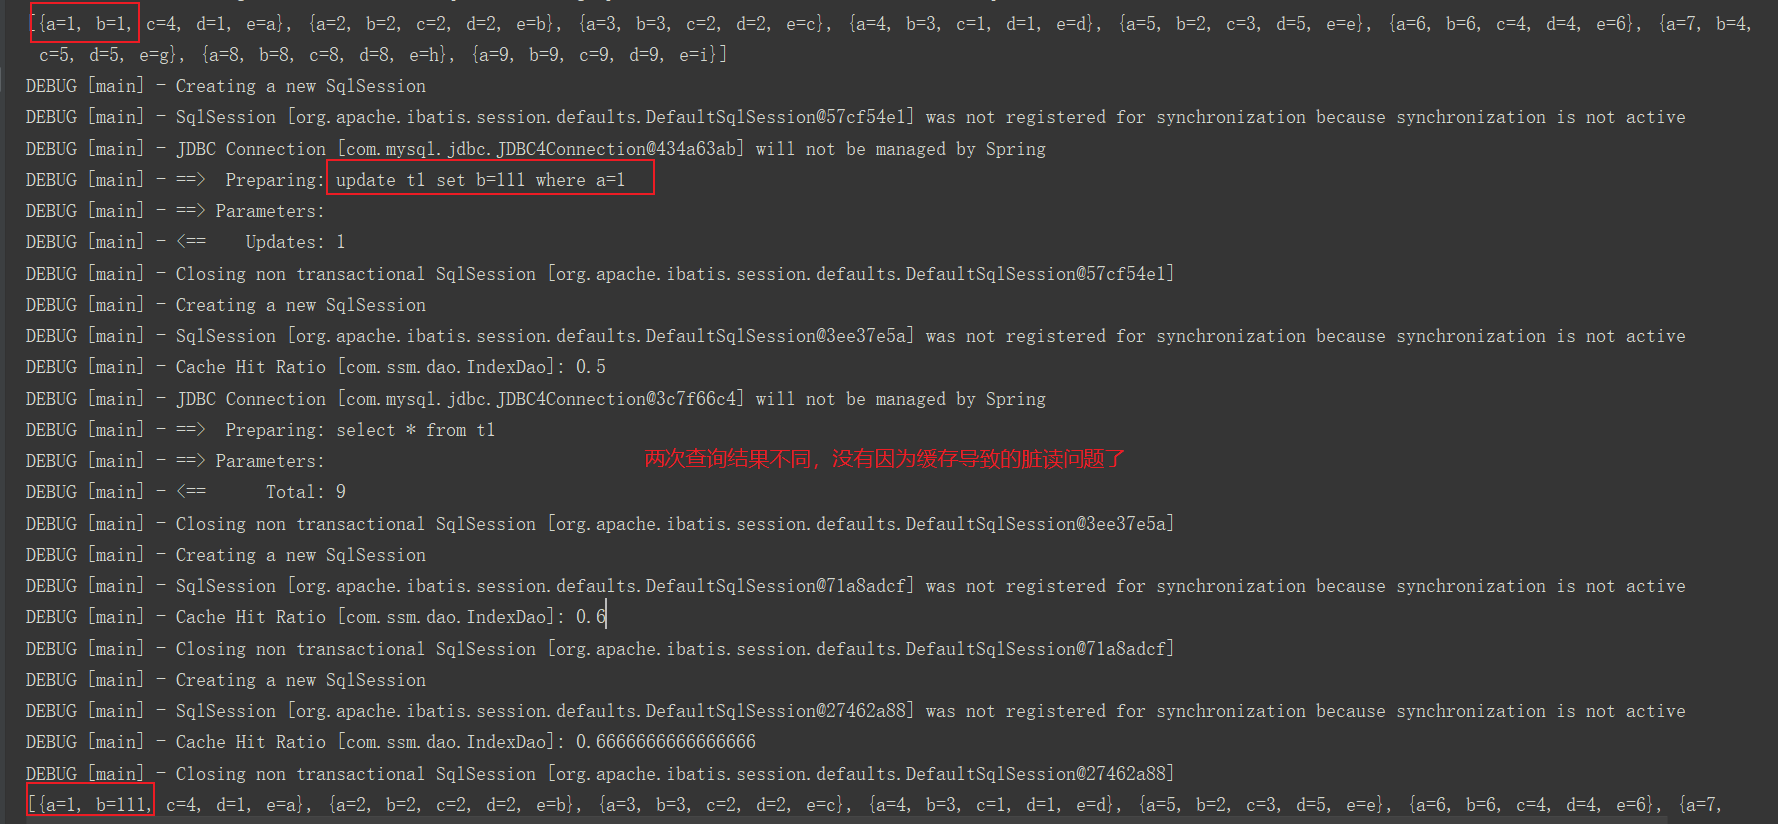 [{a=1, b=1, c=4, d=1, e=a}, {a=2, b=2, c=2, d=2, e=b}, {a=3, b=3, c=2, d=2, e=c}, {a=4, b=3, c=1, d=1, e=d}, {a=5, b=2, c=3, d=5, e=e}, {a=6, b=6, c=4, d=4, e=6}, {a=7, b=4,
c=5, d=5, e=g}, {a=8, b=8, c=8, d=8, e=h}, {a=9, b=9, c=9, d=9, e=i}]
DEBUG [main] - Creating a new SqlSession
DEBUG [main] - SqlSession [org.apache.ibatis.session.defaults.DefaultSqlSession@57cf54e1] was not registered for synchronization because synchronization is not active
DEBUG [main] - JDBC Connection [com.mysql.jdbc.JDBC4Connection@434a63ab] will not be managed by Spring
DEBUG [main] - ==>  Preparing: update t1 set b=111 where a=1
DEBUG [main] - ==> Parameters:
DEBUG [main] - <==    Updates: 1
DEBUG [main] - Closing non transactional SqlSession [org.apache.ibatis.session.defaults.DefaultSqlSession@57cf54e1]
DEBUG [main] - Creating a new SqlSession
DEBUG [main] - SqlSession [org.apache.ibatis.session.defaults.DefaultSqlSession@3ee37e5a] was not registered for synchronization because synchronization is not active
DEBUG [main] - Cache Hit Ratio [com.ssm.dao.IndexDao]: 0.5
DEBUG [main] - JDBC Connection [com.mysql.jdbc.JDBC4Connection@3c7f66c4] will not be managed by Spring
DEBUG [main] - ==>  Preparing: select * from t1
DEBUG [main] - ==> Parameters:
两次查询结果不同，没有因为缓存导致的脏读问题了
DEBUG [main] - <==      Total: 9
DEBUG [main] - Closing non transactional SqlSession [org.apache.ibatis.session.defaults.DefaultSqlSession@3ee37e5a]
DEBUG [main] - Creating a new SqlSession
DEBUG [main] - SqlSession [org.apache.ibatis.session.defaults.DefaultSqlSession@71a8adcf] was not registered for synchronization because synchronization is not active
DEBUG [main] - Cache Hit Ratio [com.ssm.dao.IndexDao]: 0.6
DEBUG [main] - Closing non transactional SqlSession [org.apache.ibatis.session.defaults.DefaultSqlSession@71a8adcf]
DEBUG [main] - Creating a new SqlSession
DEBUG [main] - SqlSession [org.apache.ibatis.session.defaults.DefaultSqlSession@27462a88] was not registered for synchronization because synchronization is not active
DEBUG [main] - Cache Hit Ratio [com.ssm.dao.IndexDao]: 0.6666666666666666
DEBUG [main] - Closing non transactional SqlSession [org.apache.ibatis.session.defaults.DefaultSqlSession@27462a88]
[{a=1, b=111, c=4, d=1, e=a}, {a=2, b=2, c=2, d=2, e=b}, {a=3, b=3, c=2, d=2, e=c}, {a=4, b=3, c=1, d=1, e=d}, {a=5, b=2, c=3, d=5, e=e}, {a=6, b=6, c=4, d=4, e=6}, {a=7,